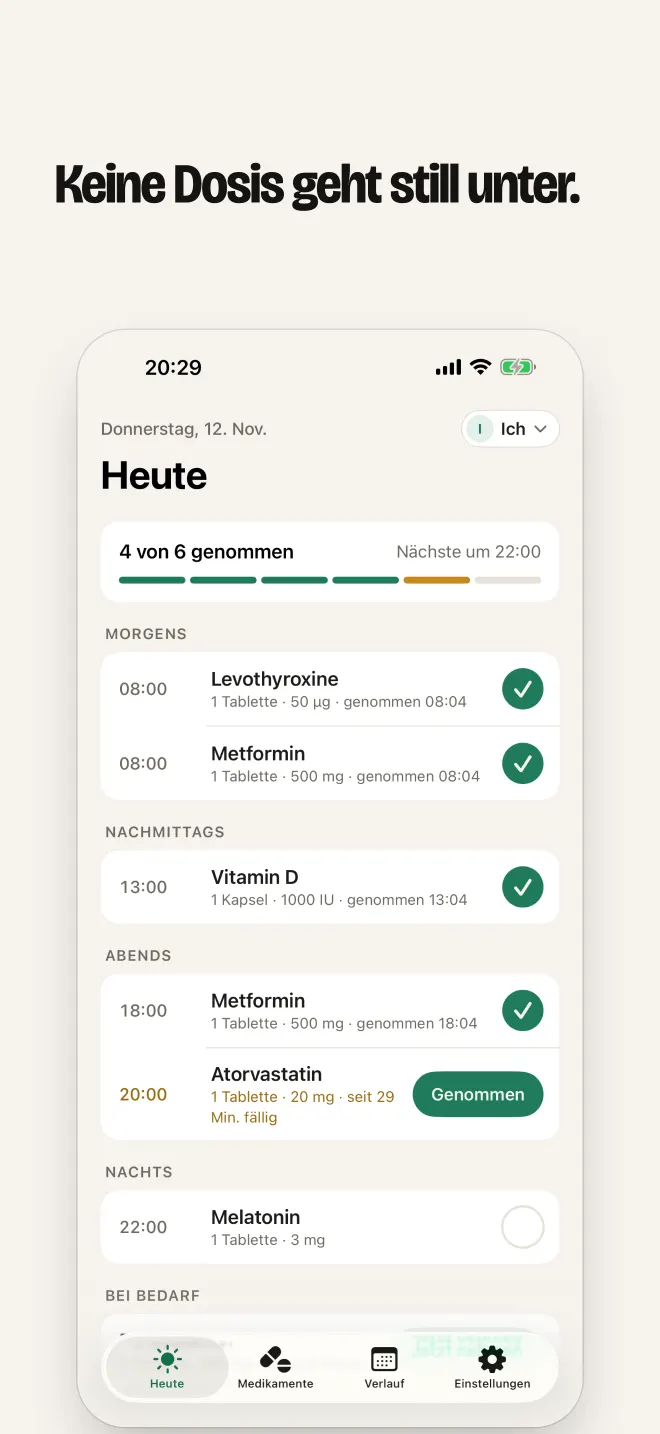 Keine Dosis geht still unter.
20:29
Donnerstag, 12. Nov.
I Ich
Heute
4 von 6 genommen Nächste um 22:00
MORGENS
08:00 Levothyroxine
1 Tablette · 50 µg · genommen 08:04
08:00 Metformin
1 Tablette · 500 mg · genommen 08:04
NACHMITTAGS
13:00 Vitamin D
1 Kapsel · 1000 IU · genommen 13:04
ABENDS
18:00 Metformin
1 Tablette · 500 mg · genommen 18:04
20:00 Atorvastatin
1 Tablette · 20 mg · seit 29
Min. fällig
Genommen
NACHTS
22:00 Melatonin
1 Tablette · 3 mg
BEI BEDARF
Heute Medikamente Verlauf Einstellungen